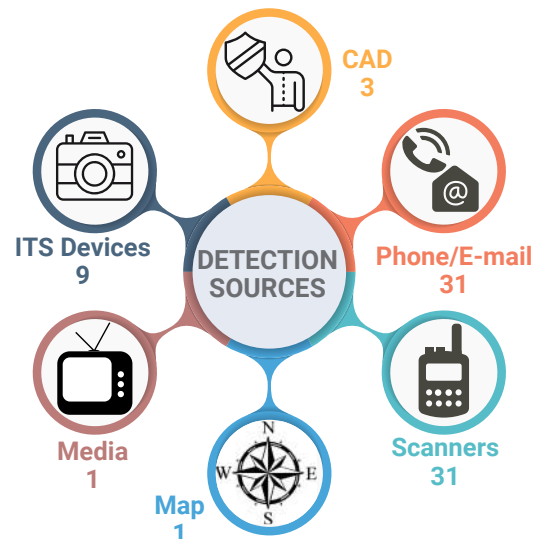 CAD
3
Phone/E-mail
31
Scanners
31
Map
1
Media
1
ITS Devices
9
DETECTION
SOURCES
@
N
W
E
S